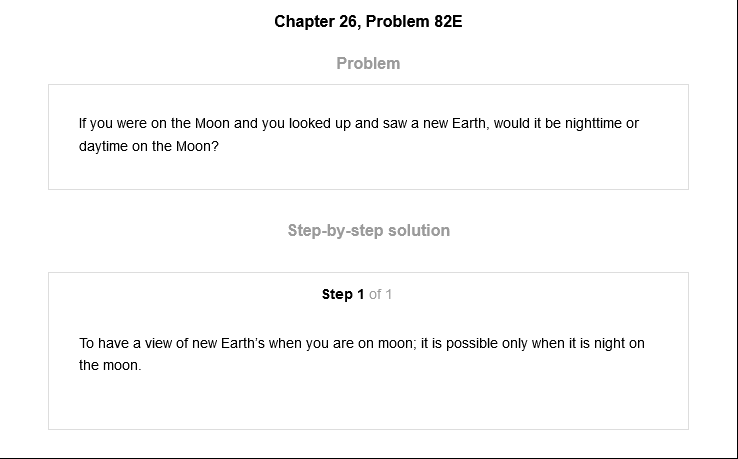 Chapter 26, Problem 82E
Problem
If you were on the Moon and you looked up and saw a new Earth, would it be nighttime or
daytime on the Moon?
Step-by-step solution
Step 1 of 1
To have a view of new Earth's when you are on moon; it is possible only when it is night on
the moon.